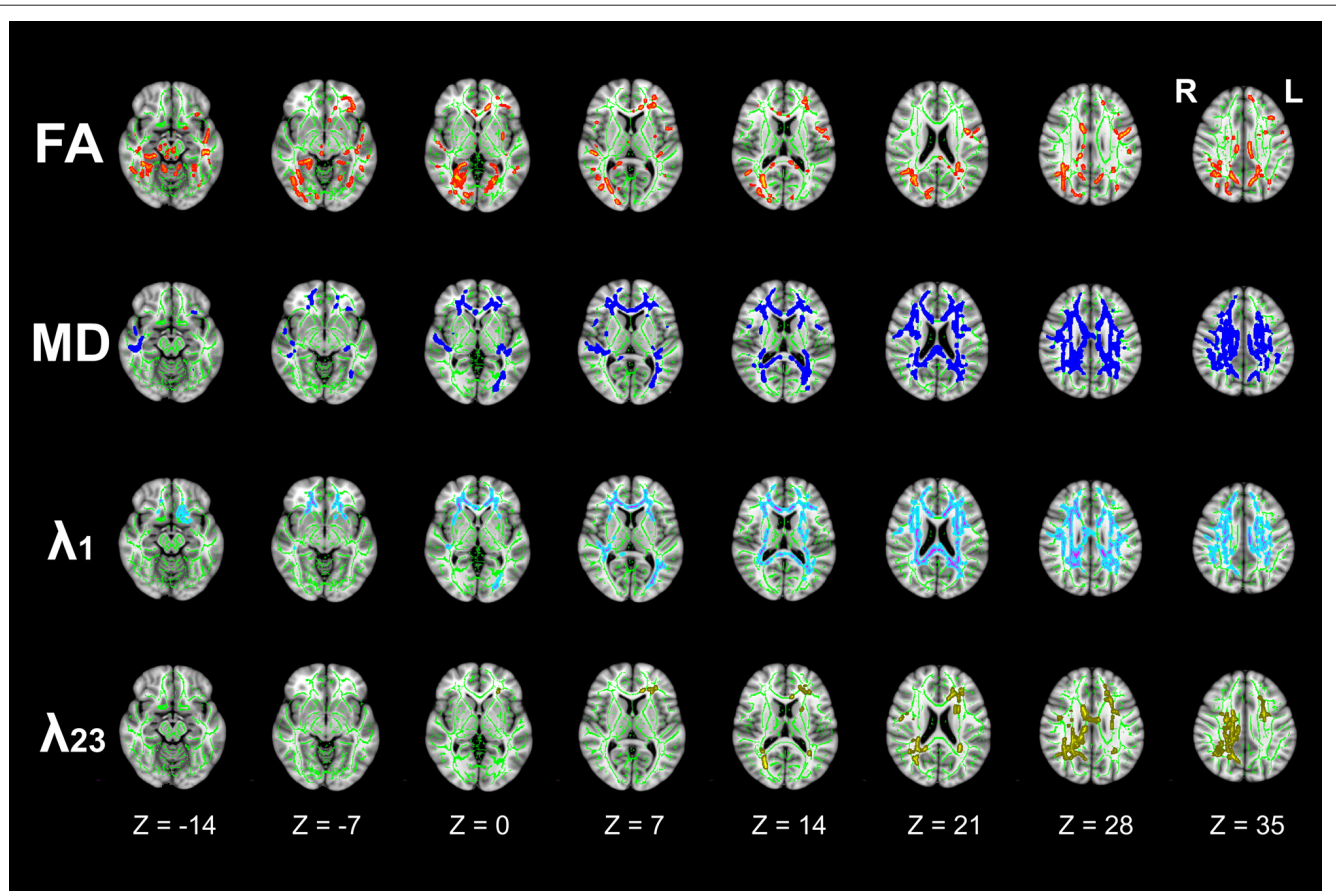 R L
FA
MD
λ1
λ23
Z = -14 Z = -7 Z = 0 Z = 7 Z = 14 Z = 21 Z = 28 Z = 35